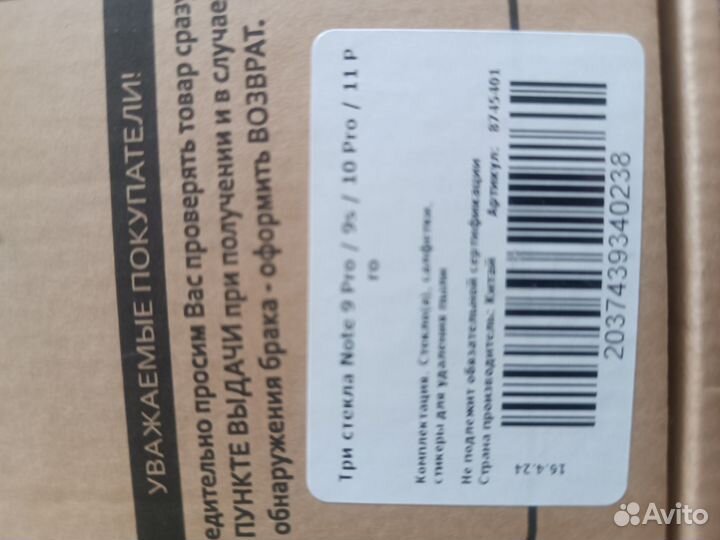 УВАЖАЕМЫЕ ПОКУПАТЕЛИ!
едительно просим Вас проверять товар сразу
ПУНКТЕ ВЫДАЧИ при получении и в случае
обнаружения брака - оформить ВОЗВРАТ.
Три стекла Note 9 Pro / 9s / 10 Pro / 11 P
ro
Комплектация. Стекло(а), салфетки,
стикеры для удаления пыли
Не подлежит обязательной сертификации
Страна производитель: Китай Артикул: 8745401
2037439340238
16.4.24
Avito